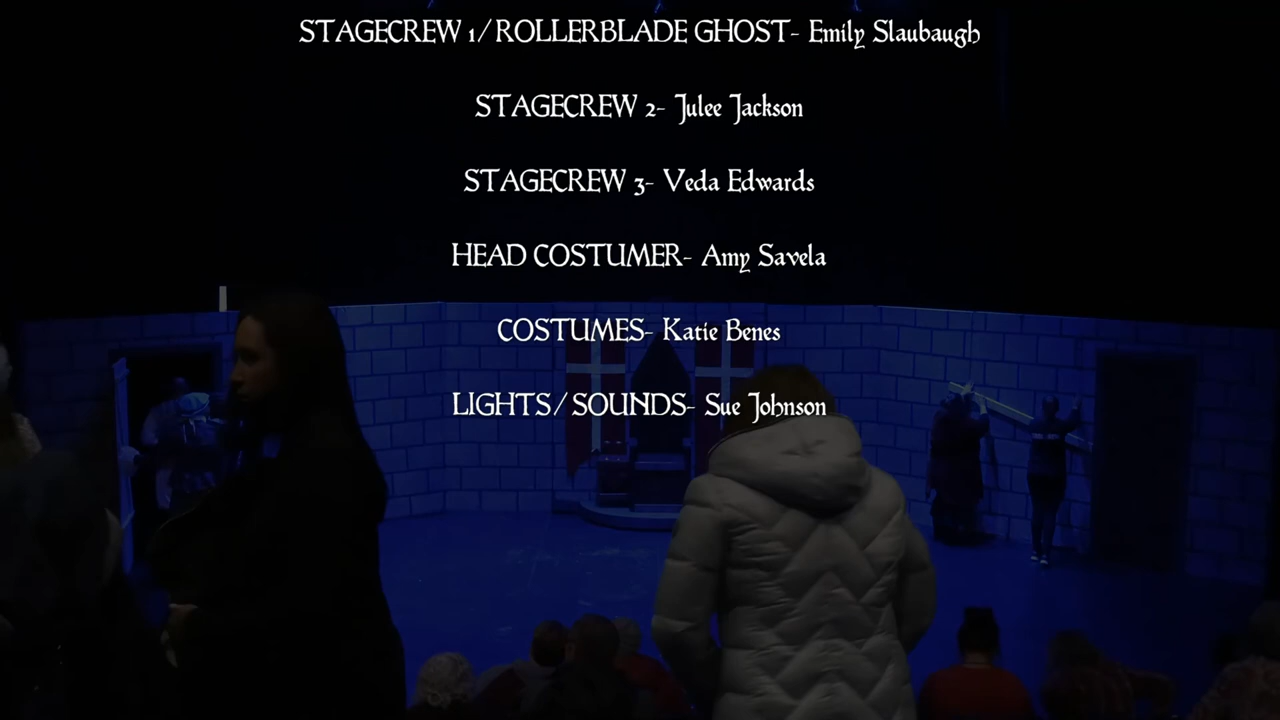 STAGECREW 1/ROLLERBLADE GHOST- Emily Slaubaugh
STAGECREW 2- Julee Jackson
STAGECREW 3- Veda Edwards
HEAD COSTUMER- Amy Savela
COSTUMES- Katie Benes
LIGHTS/SOUNDS- Sue Johnson